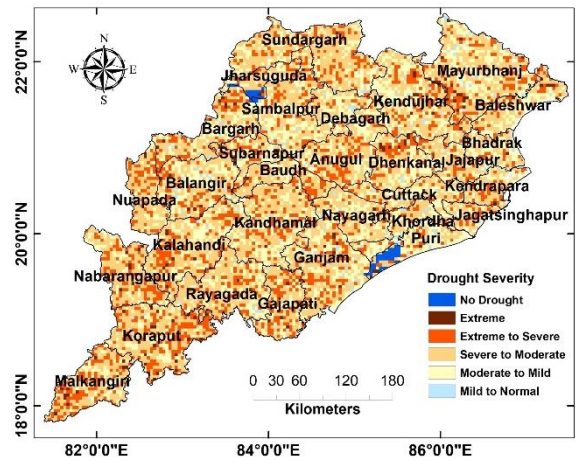 N
W E
S
22°0'0"N
20°0'0"N
18°0'0"N
Sundargarh
Jharsuguda
Mayurbhanj
Sambalpur
Kendujhar
Baleshwar
Debagarh
Bargarh
Bhadrak
Subarnapur
Anugul
Dhenkanal
Jajapur
Baudh
Balangir
Kendrapara
Cuttack
Nuapada
Nayagarh
Khordha
Jagatsinghapur
Kandhamal
Puri
Kalahandi
Ganjam
Nabarangapur
Rayagada
Gajapati
Koraput
Malkangiri
Drought Severity
No Drought
Extreme
Extreme to Severe
Severe to Moderate
Moderate to Mild
Mild to Normal
0 30 60 120 180
Kilometers
82°0'0"E 84°0'0"E 86°0'0"E